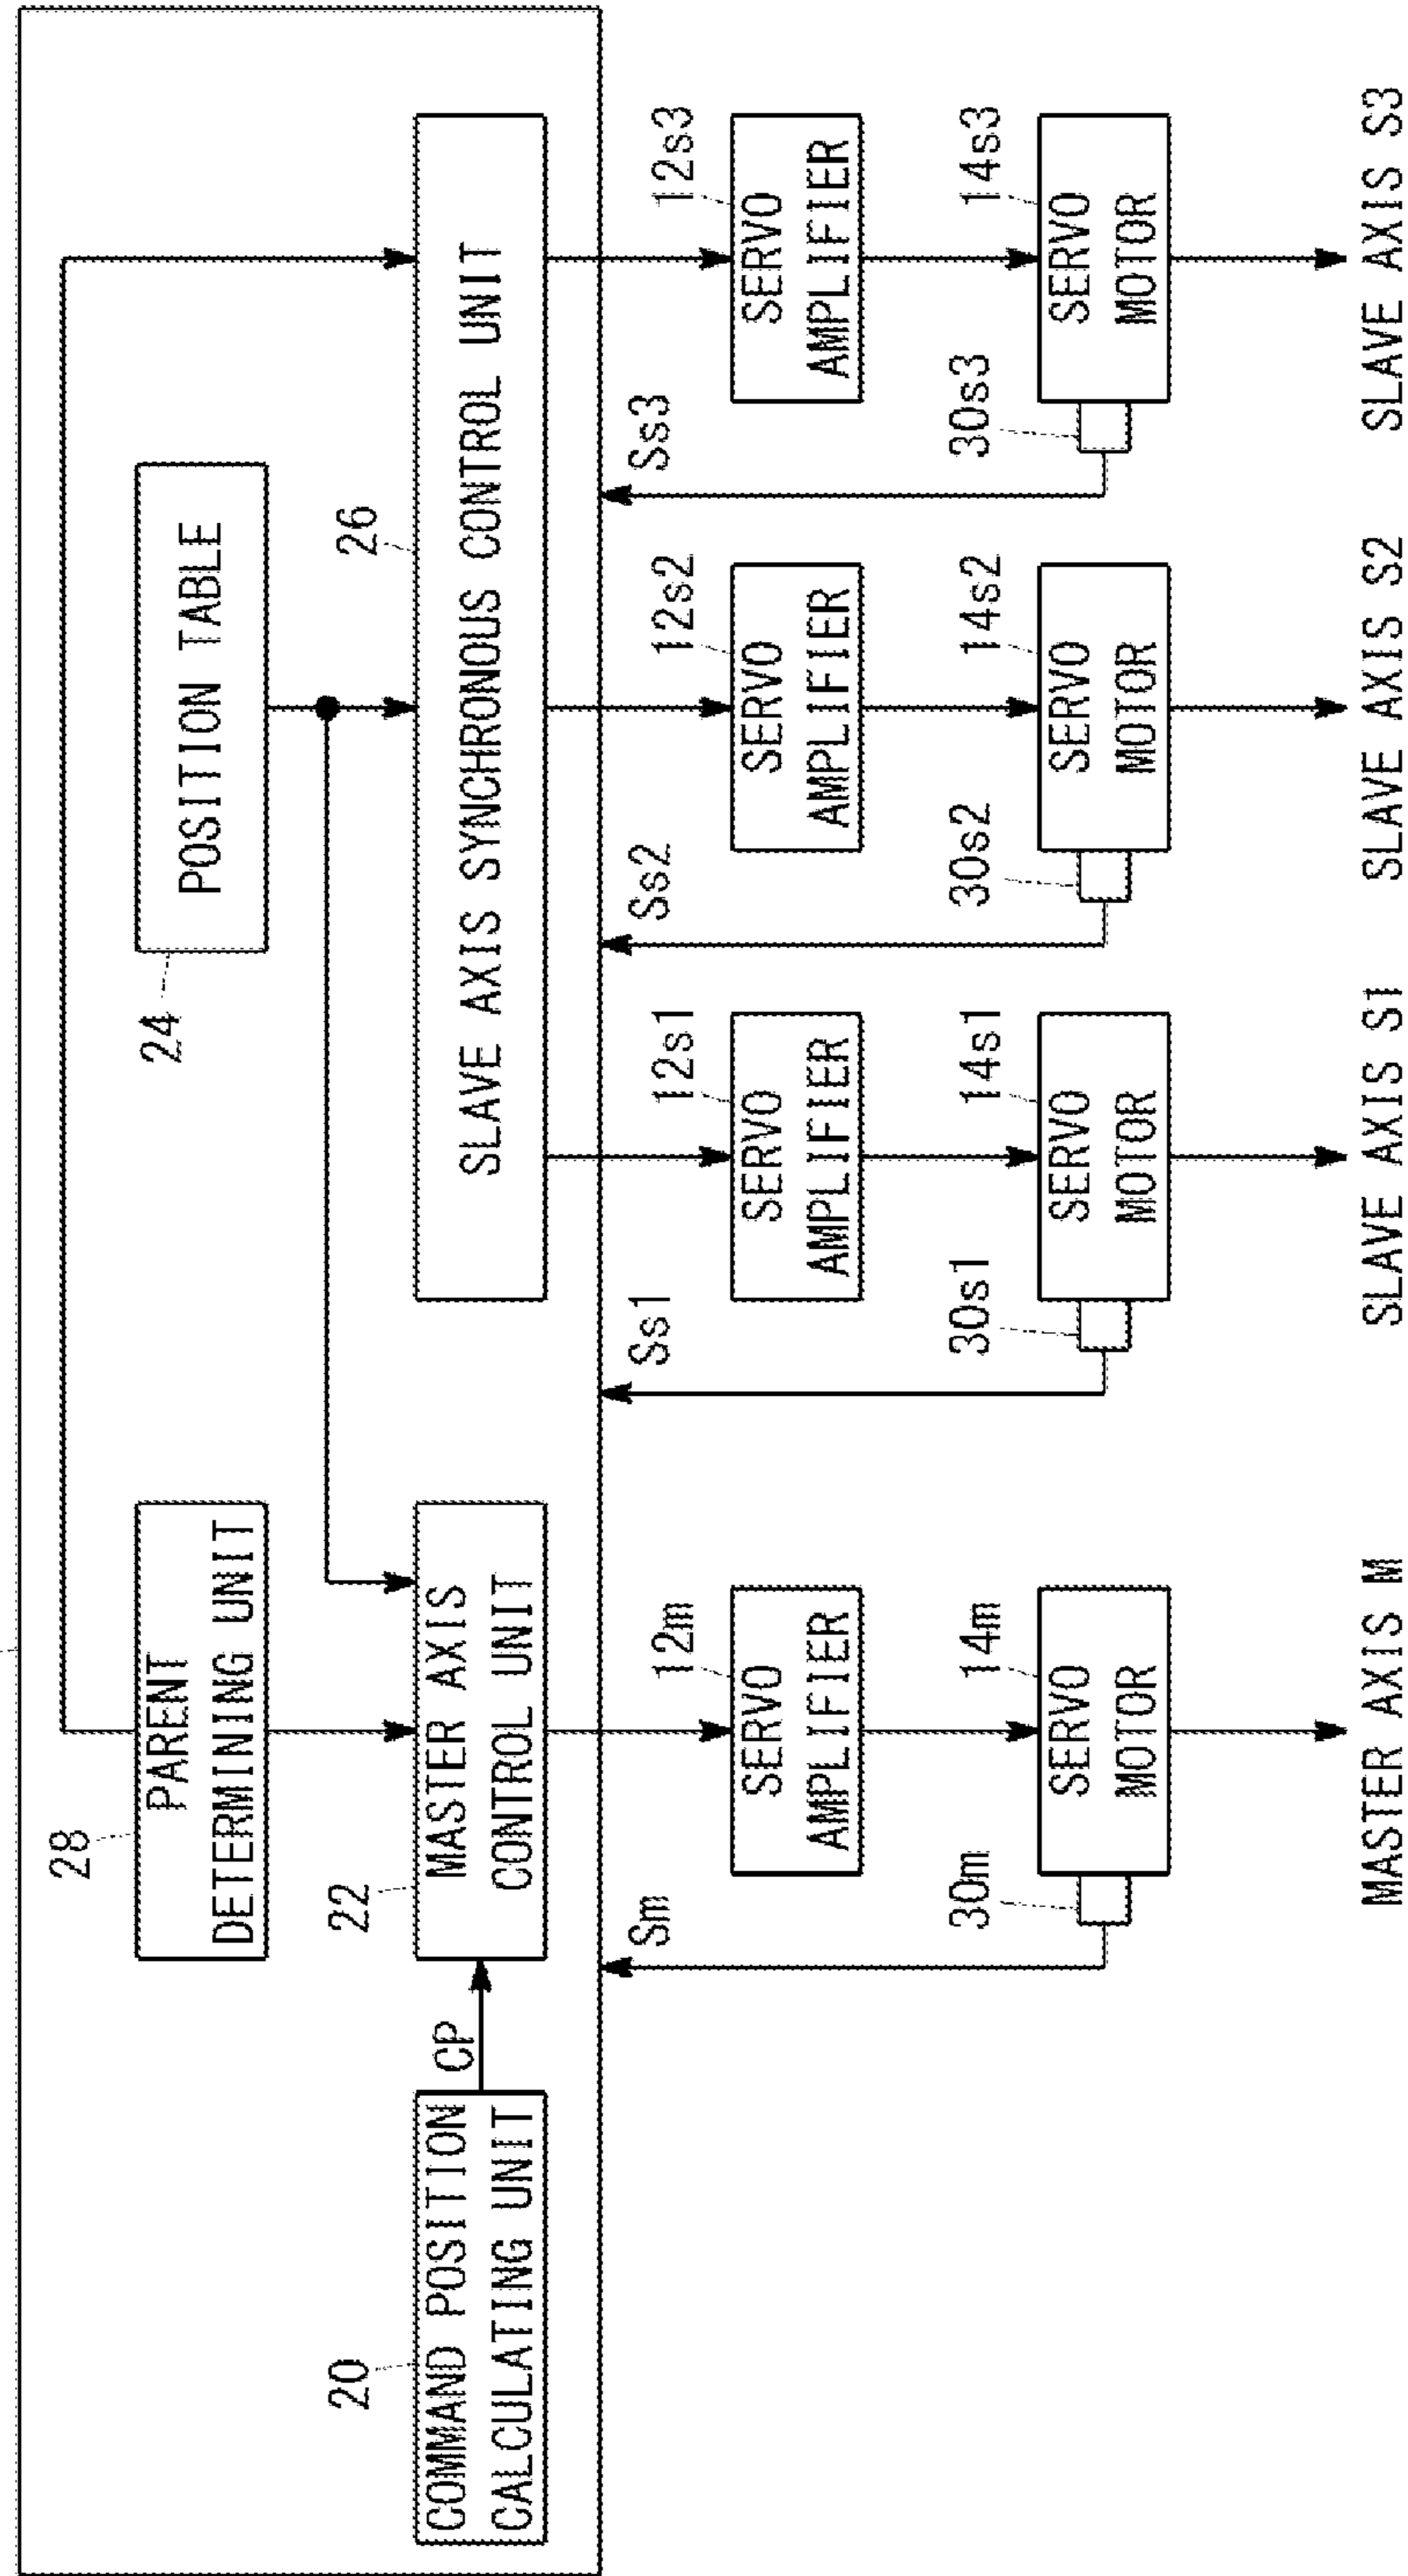 28
PARENT
DETERMINING UNIT
24
POSITION TABLE
20
COMMAND POSITION
CALCULATING UNIT
CP
22
MASTER AXIS
CONTROL UNIT
26
SLAVE AXIS SYNCHRONOUS CONTROL UNIT
Sm
12m
SERVO
AMPLIFIER
Ss1
12s1
SERVO
AMPLIFIER
Ss2
12s2
SERVO
AMPLIFIER
Ss3
12s3
SERVO
AMPLIFIER
30m
14m
SERVO
MOTOR
30s1
14s1
SERVO
MOTOR
30s2
14s2
SERVO
MOTOR
30s3
14s3
SERVO
MOTOR
MASTER AXIS M
SLAVE AXIS S1
SLAVE AXIS S2
SLAVE AXIS S3